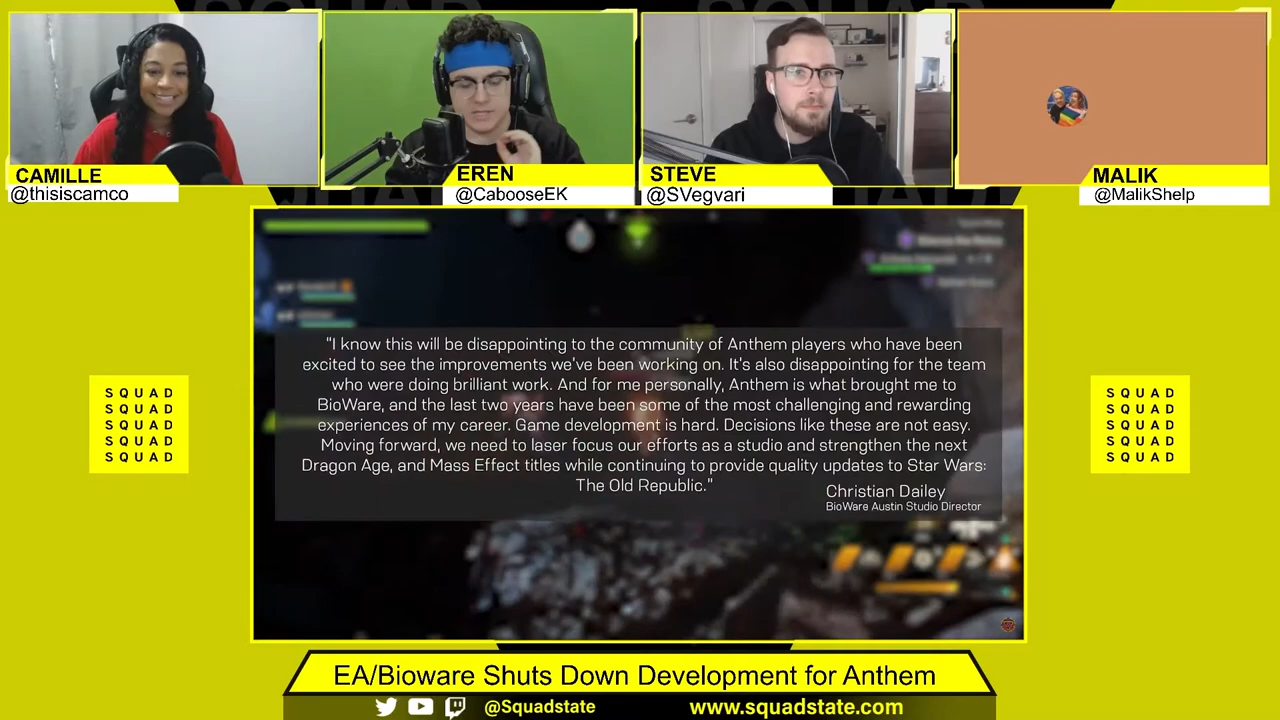 CAMILLE
@thisiscamco
EREN
@CabooseEK
STEVE
@SVegvari
MALIK
@MalikShelp
"I know this will be disappointing to the community of Anthem players who have been
excited to see the improvements we've been working on. It's also disappointing for the team
who were doing brilliant work. And for me personally, Anthem is what brought me to
BioWare, and the last two years have been some of the most challenging and rewarding
experiences of my career. Game development is hard. Decisions like these are not easy.
Moving forward, we need to laser focus our efforts as a studio and strengthen the next
Dragon Age, and Mass Effect titles while continuing to provide quality updates to Star Wars:
The Old Republic."
Christian Dailey
BioWare Austin Studio Director
SQUAD
SQUAD
SQUAD
SQUAD
SQUAD
SQUAD
SQUAD
SQUAD
SQUAD
SQUAD
EA/Bioware Shuts Down Development for Anthem
@Squadstate
www.squadstate.com